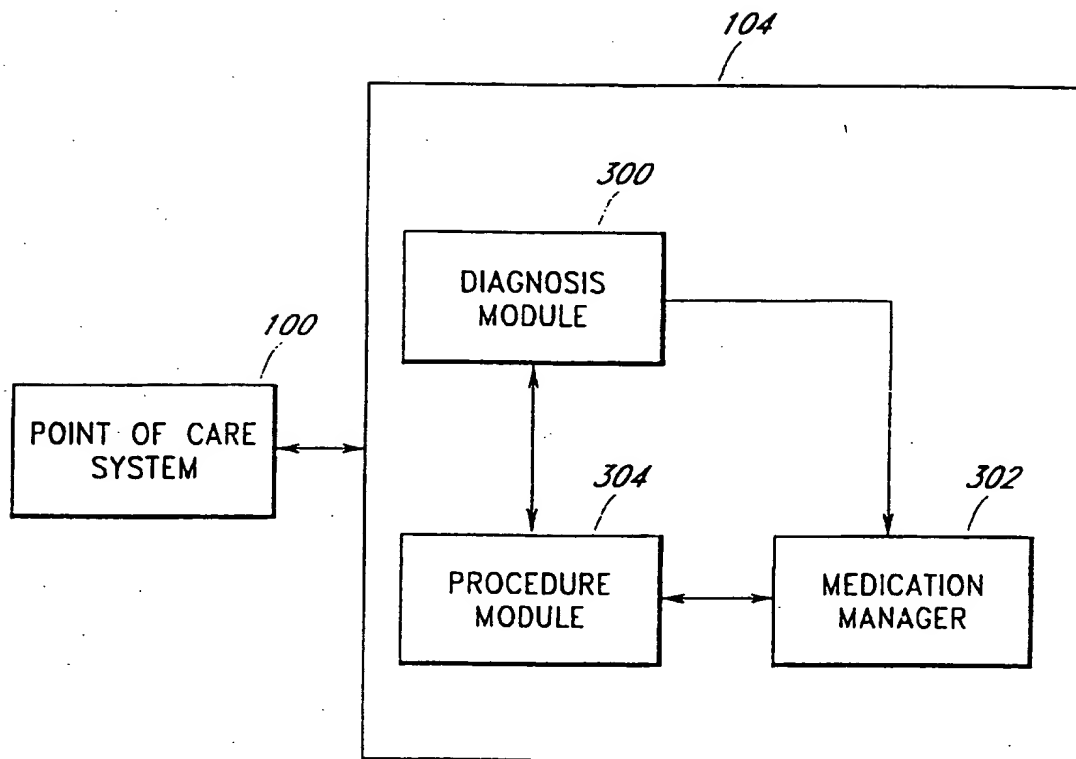 104
300
DIAGNOSIS
MODULE
100
POINT OF CARE
SYSTEM
304
PROCEDURE
MODULE
302
MEDICATION
MANAGER